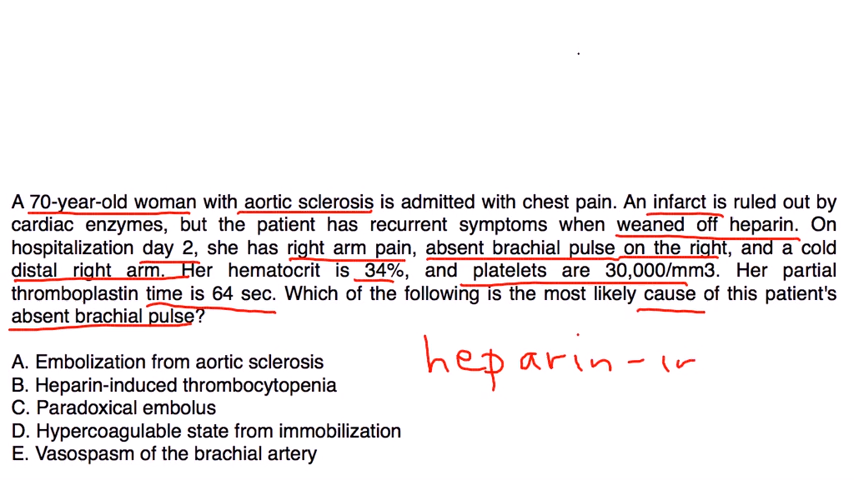 A 70-year-old woman with aortic sclerosis is admitted with chest pain. An infarct is ruled out by
cardiac enzymes, but the patient has recurrent symptoms when weaned off heparin. On
hospitalization day 2, she has right arm pain, absent brachial pulse on the right, and a cold
distal right arm. Her hematocrit is 34%, and platelets are 30,000/mm3. Her partial
thromboplastin time is 64 sec. Which of the following is the most likely cause of this patient's
absent brachial pulse?
A. Embolization from aortic sclerosis
B. Heparin-induced thrombocytopenia
C. Paradoxical embolus
D. Hypercoagulable state from immobilization
E. Vasospasm of the brachial artery
heparin-in